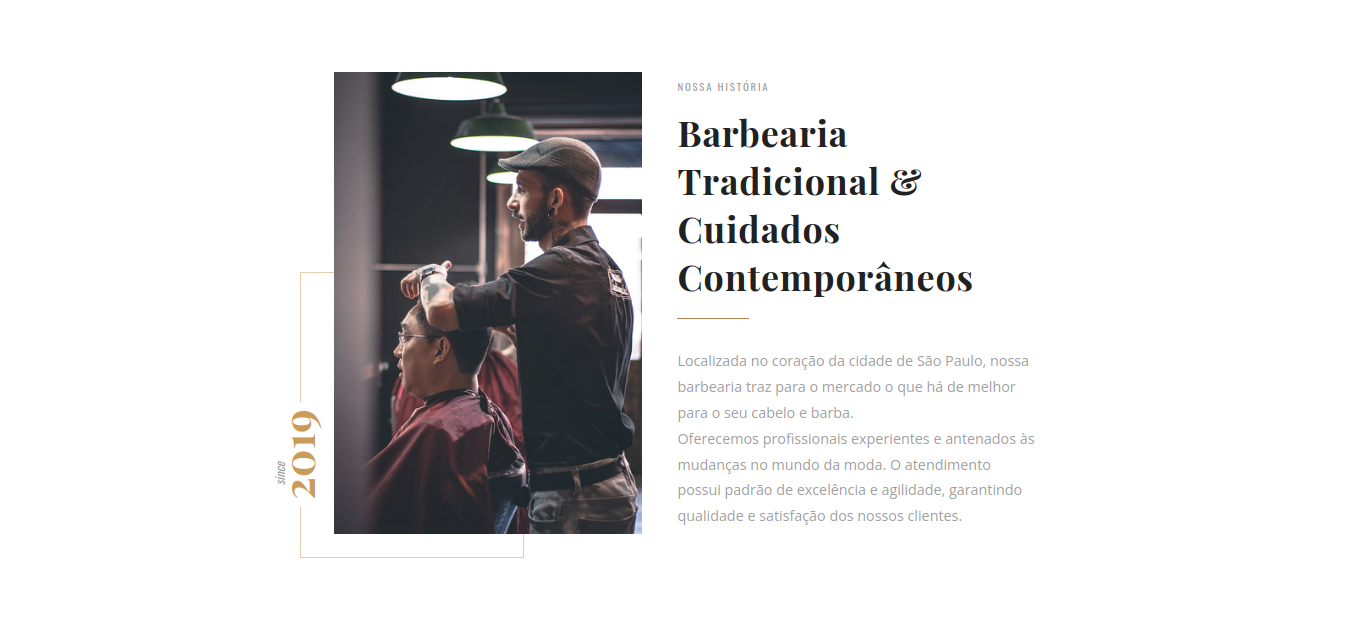 NOSSA HISTÓRIA
Barbearia
Tradicional &
Cuidados
Contemporâneos
Localizada no coração da cidade de São Paulo, nossa
barbearia traz para o mercado o que há de melhor
para o seu cabelo e barba.
Oferecemos profissionais experientes e antenados às
mudanças no mundo da moda. O atendimento
possui padrão de excelência e agilidade, garantindo
qualidade e satisfação dos nossos clientes.
since
2019